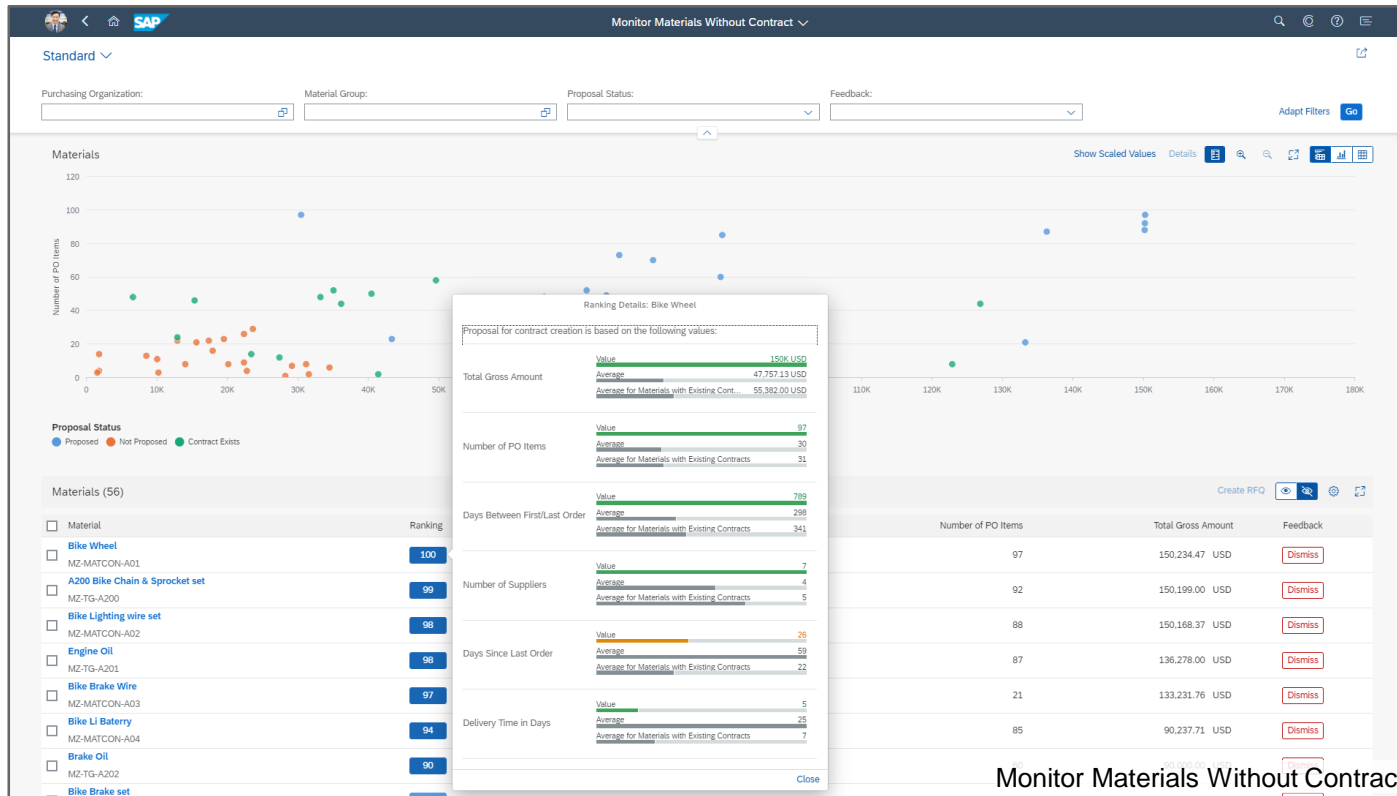 SAP
Monitor Materials Without Contract
Standard
Purchasing Organization:
Material Group:
Proposal Status:
Feedback:
Adapt Filters
Go
Materials
Show Scaled Values
Details
120
100
80
60
40
20
0
Number of PO Items
0 10K 20K 30K 40K 50K 110K 120K 130K 140K 150K 160K 170K 180K
Proposal Status
Proposed Not Proposed Contract Exists
Ranking Details: Bike Wheel
Proposal for contract creation is based on the following values:
Total Gross Amount
Value 150K USD
Average 47,757.13 USD
Average for Materials with Existing Cont... 55,382.00 USD
Number of PO Items
Value 97
Average 30
Average for Materials with Existing Contracts 31
Days Between First/Last Order
Value 789
Average 298
Average for Materials with Existing Contracts 341
Number of Suppliers
Value 7
Average 4
Average for Materials with Existing Contracts 5
Days Since Last Order
Value 26
Average 59
Average for Materials with Existing Contracts 22
Delivery Time in Days
Value 5
Average 25
Average for Materials with Existing Contracts 7
Close
Materials (56)
Create RFQ
Material Ranking Number of PO Items Total Gross Amount Feedback
Bike Wheel
MZ-MATCON-A01
100 97 150,234.47 USD Dismiss
A200 Bike Chain & Sprocket set
MZ-TG-A200
99 92 150,199.00 USD Dismiss
Bike Lighting wire set
MZ-MATCON-A02
98 88 150,168.37 USD Dismiss
Engine Oil
MZ-TG-A201
98 87 136,278.00 USD Dismiss
Bike Brake Wire
MZ-MATCON-A03
97 21 133,231.76 USD Dismiss
Bike Li Baterry
MZ-MATCON-A04
94 85 90,237.71 USD Dismiss
Brake Oil
MZ-TG-A202
90
Bike Brake set
Monitor Materials Without Contrac